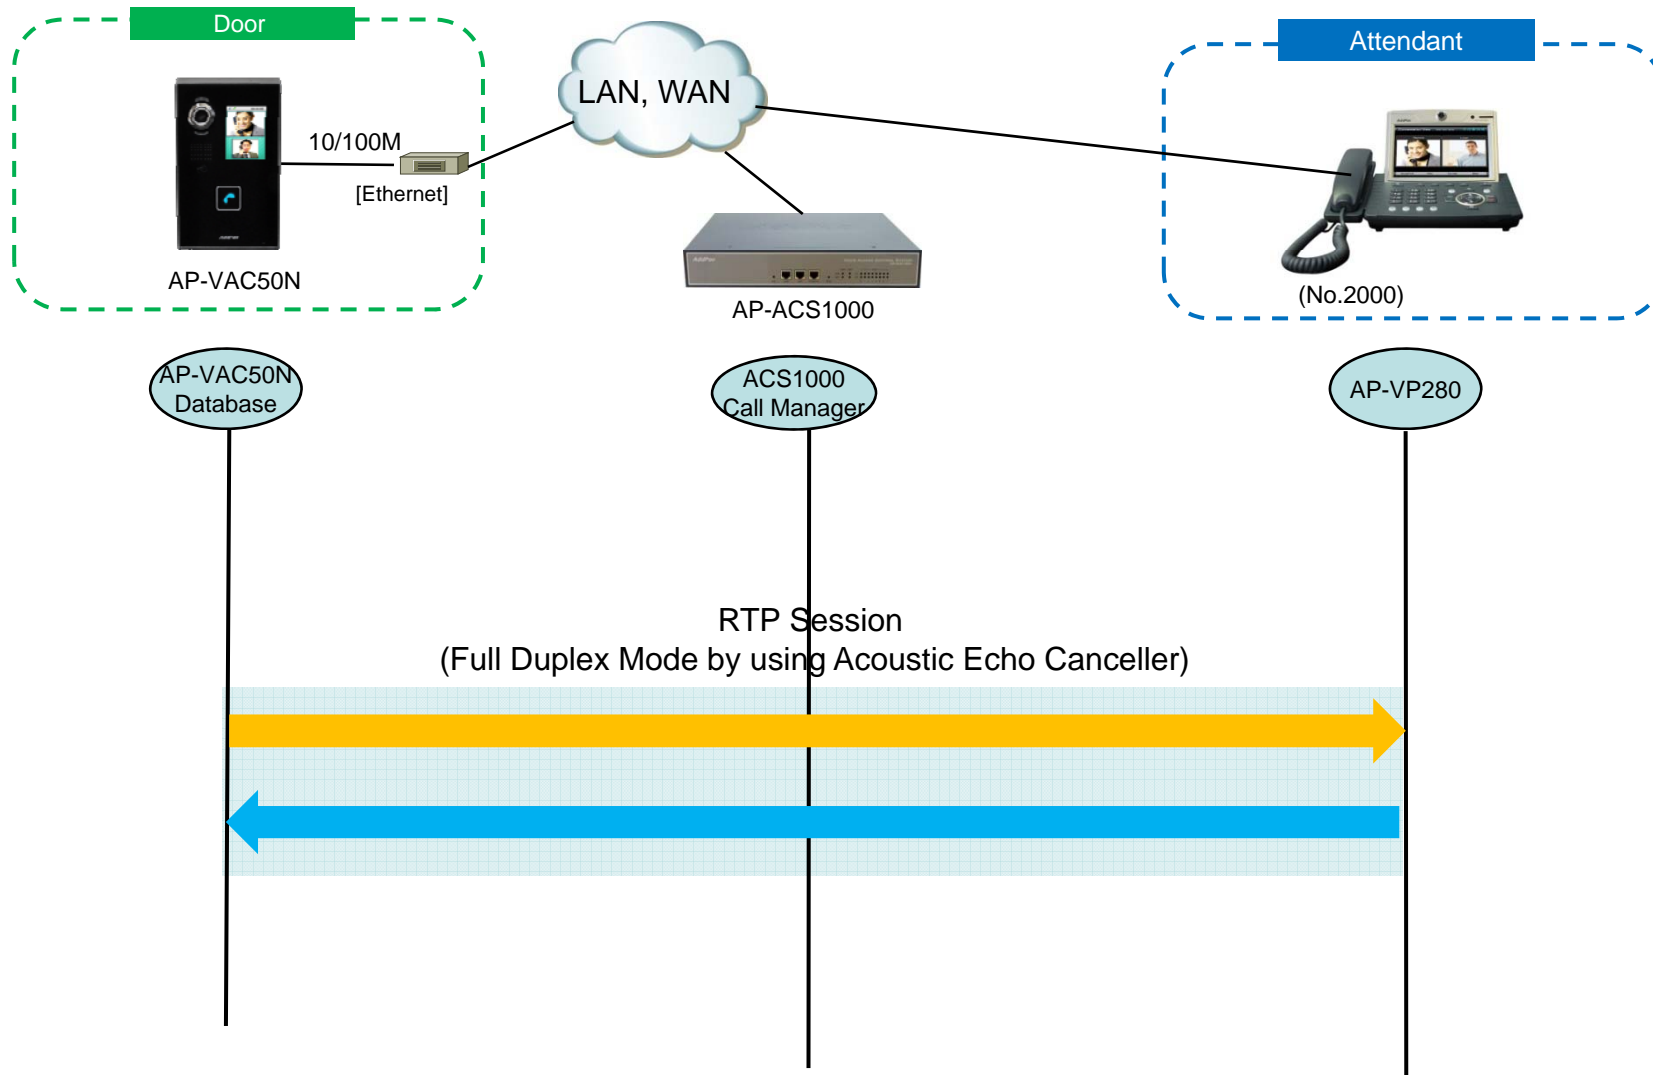 Door
Attendant
LAN, WAN
10/100M
[Ethernet]
AP-VAC50N
AP-ACS1000
(No.2000)
AP-VAC50N
Database
ACS1000
Call Manager
AP-VP280
RTP Session
(Full Duplex Mode by using Acoustic Echo Canceller)